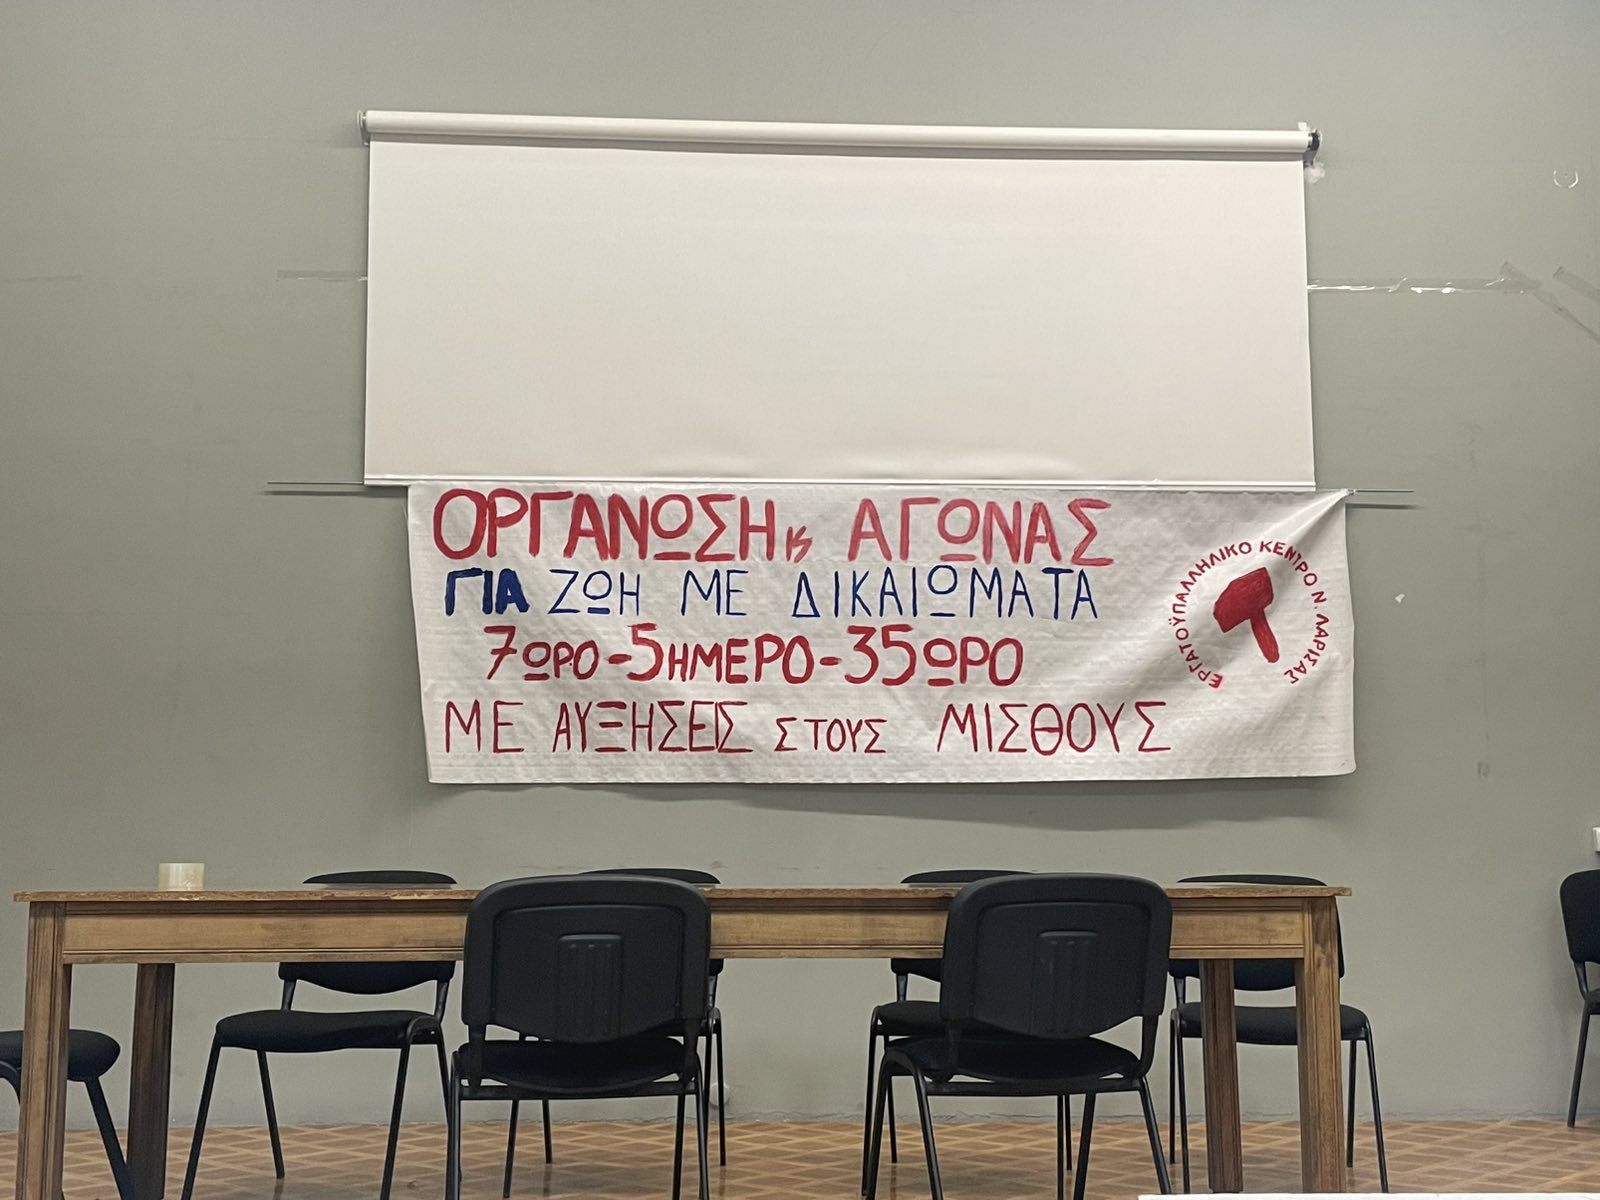 ΟΡΓΑΝΩΣΗ κ ΑΓΩΝΑΣ
ΓΙΑ ΖΩΗ ΜΕ ΔΙΚΑΙΩΜΑΤΑ
7ΩΡΟ-5ΗΜΕΡΟ-35ΩΡΟ
ΜΕ ΑΥΞΗΣΕΙΣ ΣΤΟΥΣ ΜΙΣΘΟΥΣ
ΕΡΓΑΤΟΫΠΑΛΛΗΛΙΚΟ ΚΕΝΤΡΟ Ν. ΛΑΡΙΣΑΣ